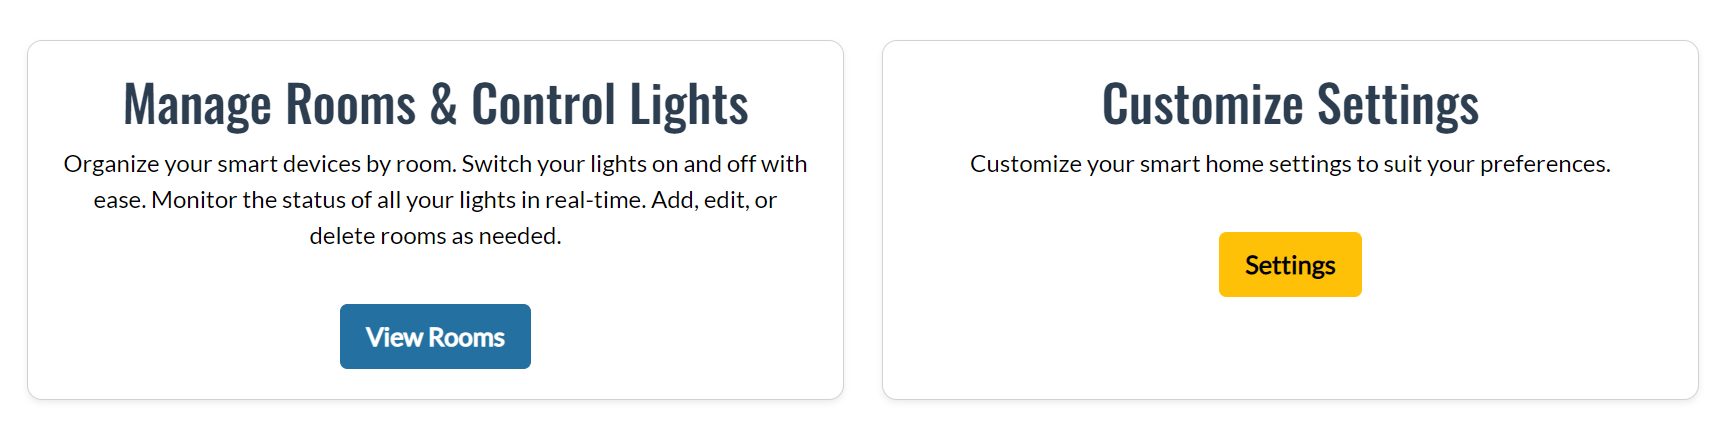 Manage Rooms & Control Lights
Organize your smart devices by room. Switch your lights on and off with
ease. Monitor the status of all your lights in real-time. Add, edit, or
delete rooms as needed.
View Rooms
Customize Settings
Customize your smart home settings to suit your preferences.
Settings